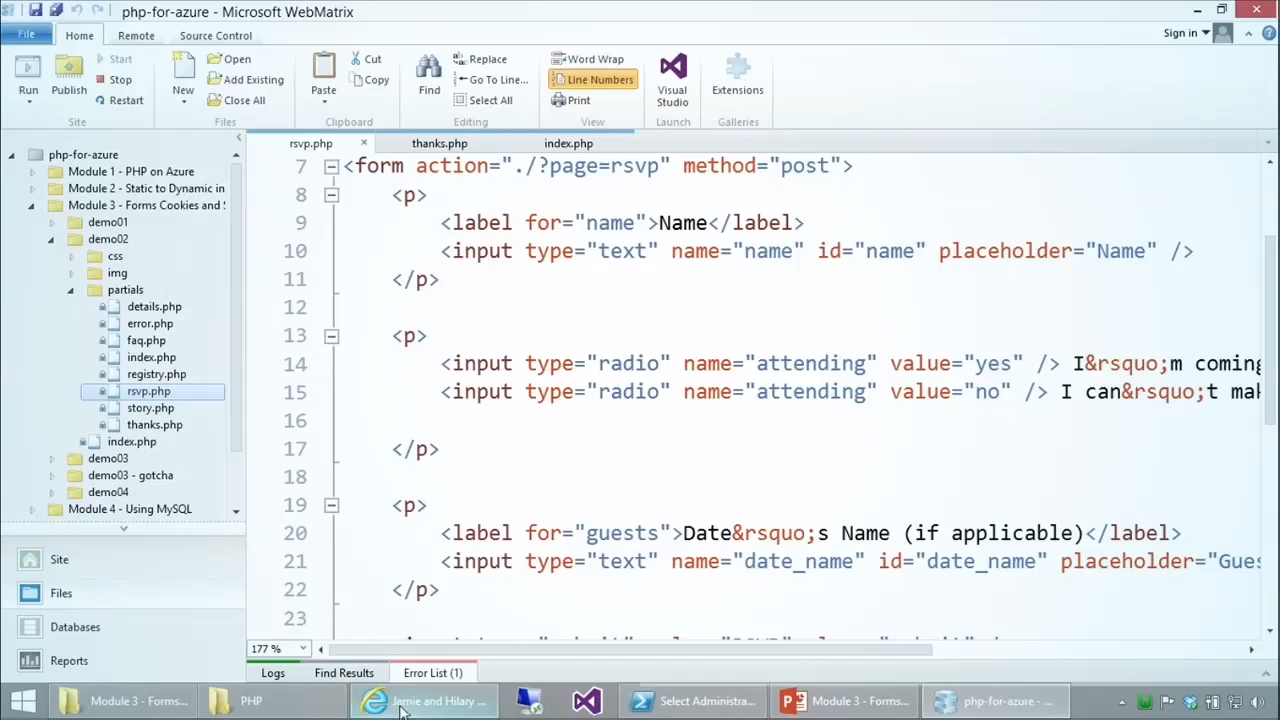 php-for-azure - Microsoft WebMatrix
File Home Remote Source Control Sign in
Start Open Cut Replace Word Wrap
Stop Add Existing Copy Go To Line... Line Numbers
Restart Close All Select All Print
Run Publish New Paste Find Visual Studio Extensions
Site Files Clipboard Editing View Launch Galleries
rsvp.php thanks.php index.php
php-for-azure
Module 1 - PHP on Azure
Module 2 - Static to Dynamic in
Module 3 - Forms Cookies and S
demo01
demo02
css
img
partials
details.php
error.php
faq.php
index.php
registry.php
rsvp.php
story.php
thanks.php
index.php
demo03
demo03 - gotcha
demo04
Module 4 - Using MySQL
Site
Files
Databases
Reports
7 <form action="./?page=rsvp" method="post">
8 <p>
9 <label for="name">Name</label>
10 <input type="text" name="name" id="name" placeholder="Name" />
11 </p>
12
13 <p>
14 <input type="radio" name="attending" value="yes" /> I&rsquo;m coming
15 <input type="radio" name="attending" value="no" /> I can&rsquo;t mak
16
17 </p>
18
19 <p>
20 <label for="guests">Date&rsquo;s Name (if applicable)</label>
21 <input type="text" name="date_name" id="date_name" placeholder="Gues
22 </p>
23
177 %
Logs Find Results Error List (1)
Module 3 - Forms... PHP Jamie and Hilary ... Select Administra... Module 3 - Forms... php-for-azure - ...